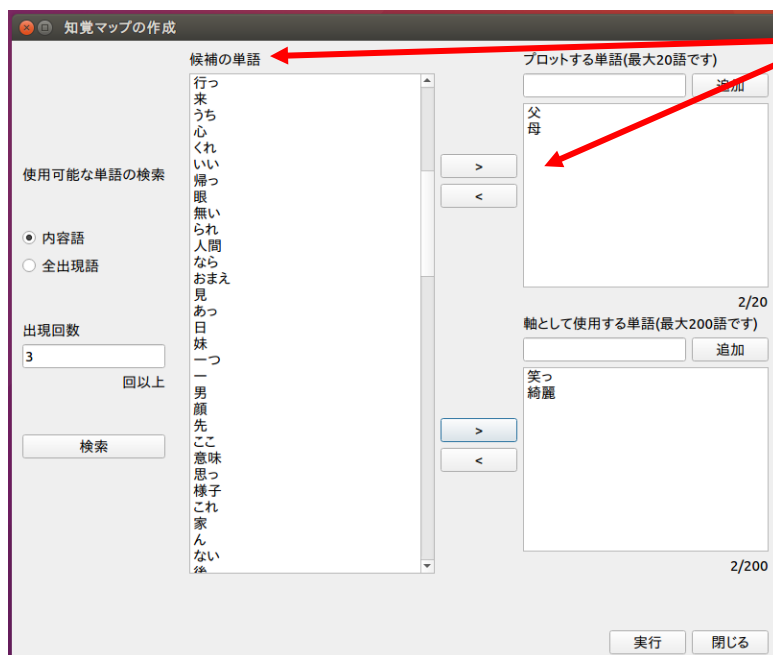 知覚マップの作成
候補の単語
プロットする単語(最大20語です)
追加
使用可能な単語の検索
内容語
全出現語
出現回数
3
回以上
検索
行っ
来
うち
心
くれ
いい
帰っ
眼
無い
られ
人間
なら
おまえ
見
あっ
日
妹
一つ
一
男
顔
先
ここ
意味
思っ
様子
これ
家
ん
ない
後
>
<
父
母
2/20
軸として使用する単語(最大200語です)
追加
>
<
笑っ
綺麗
2/200
実行
閉じる